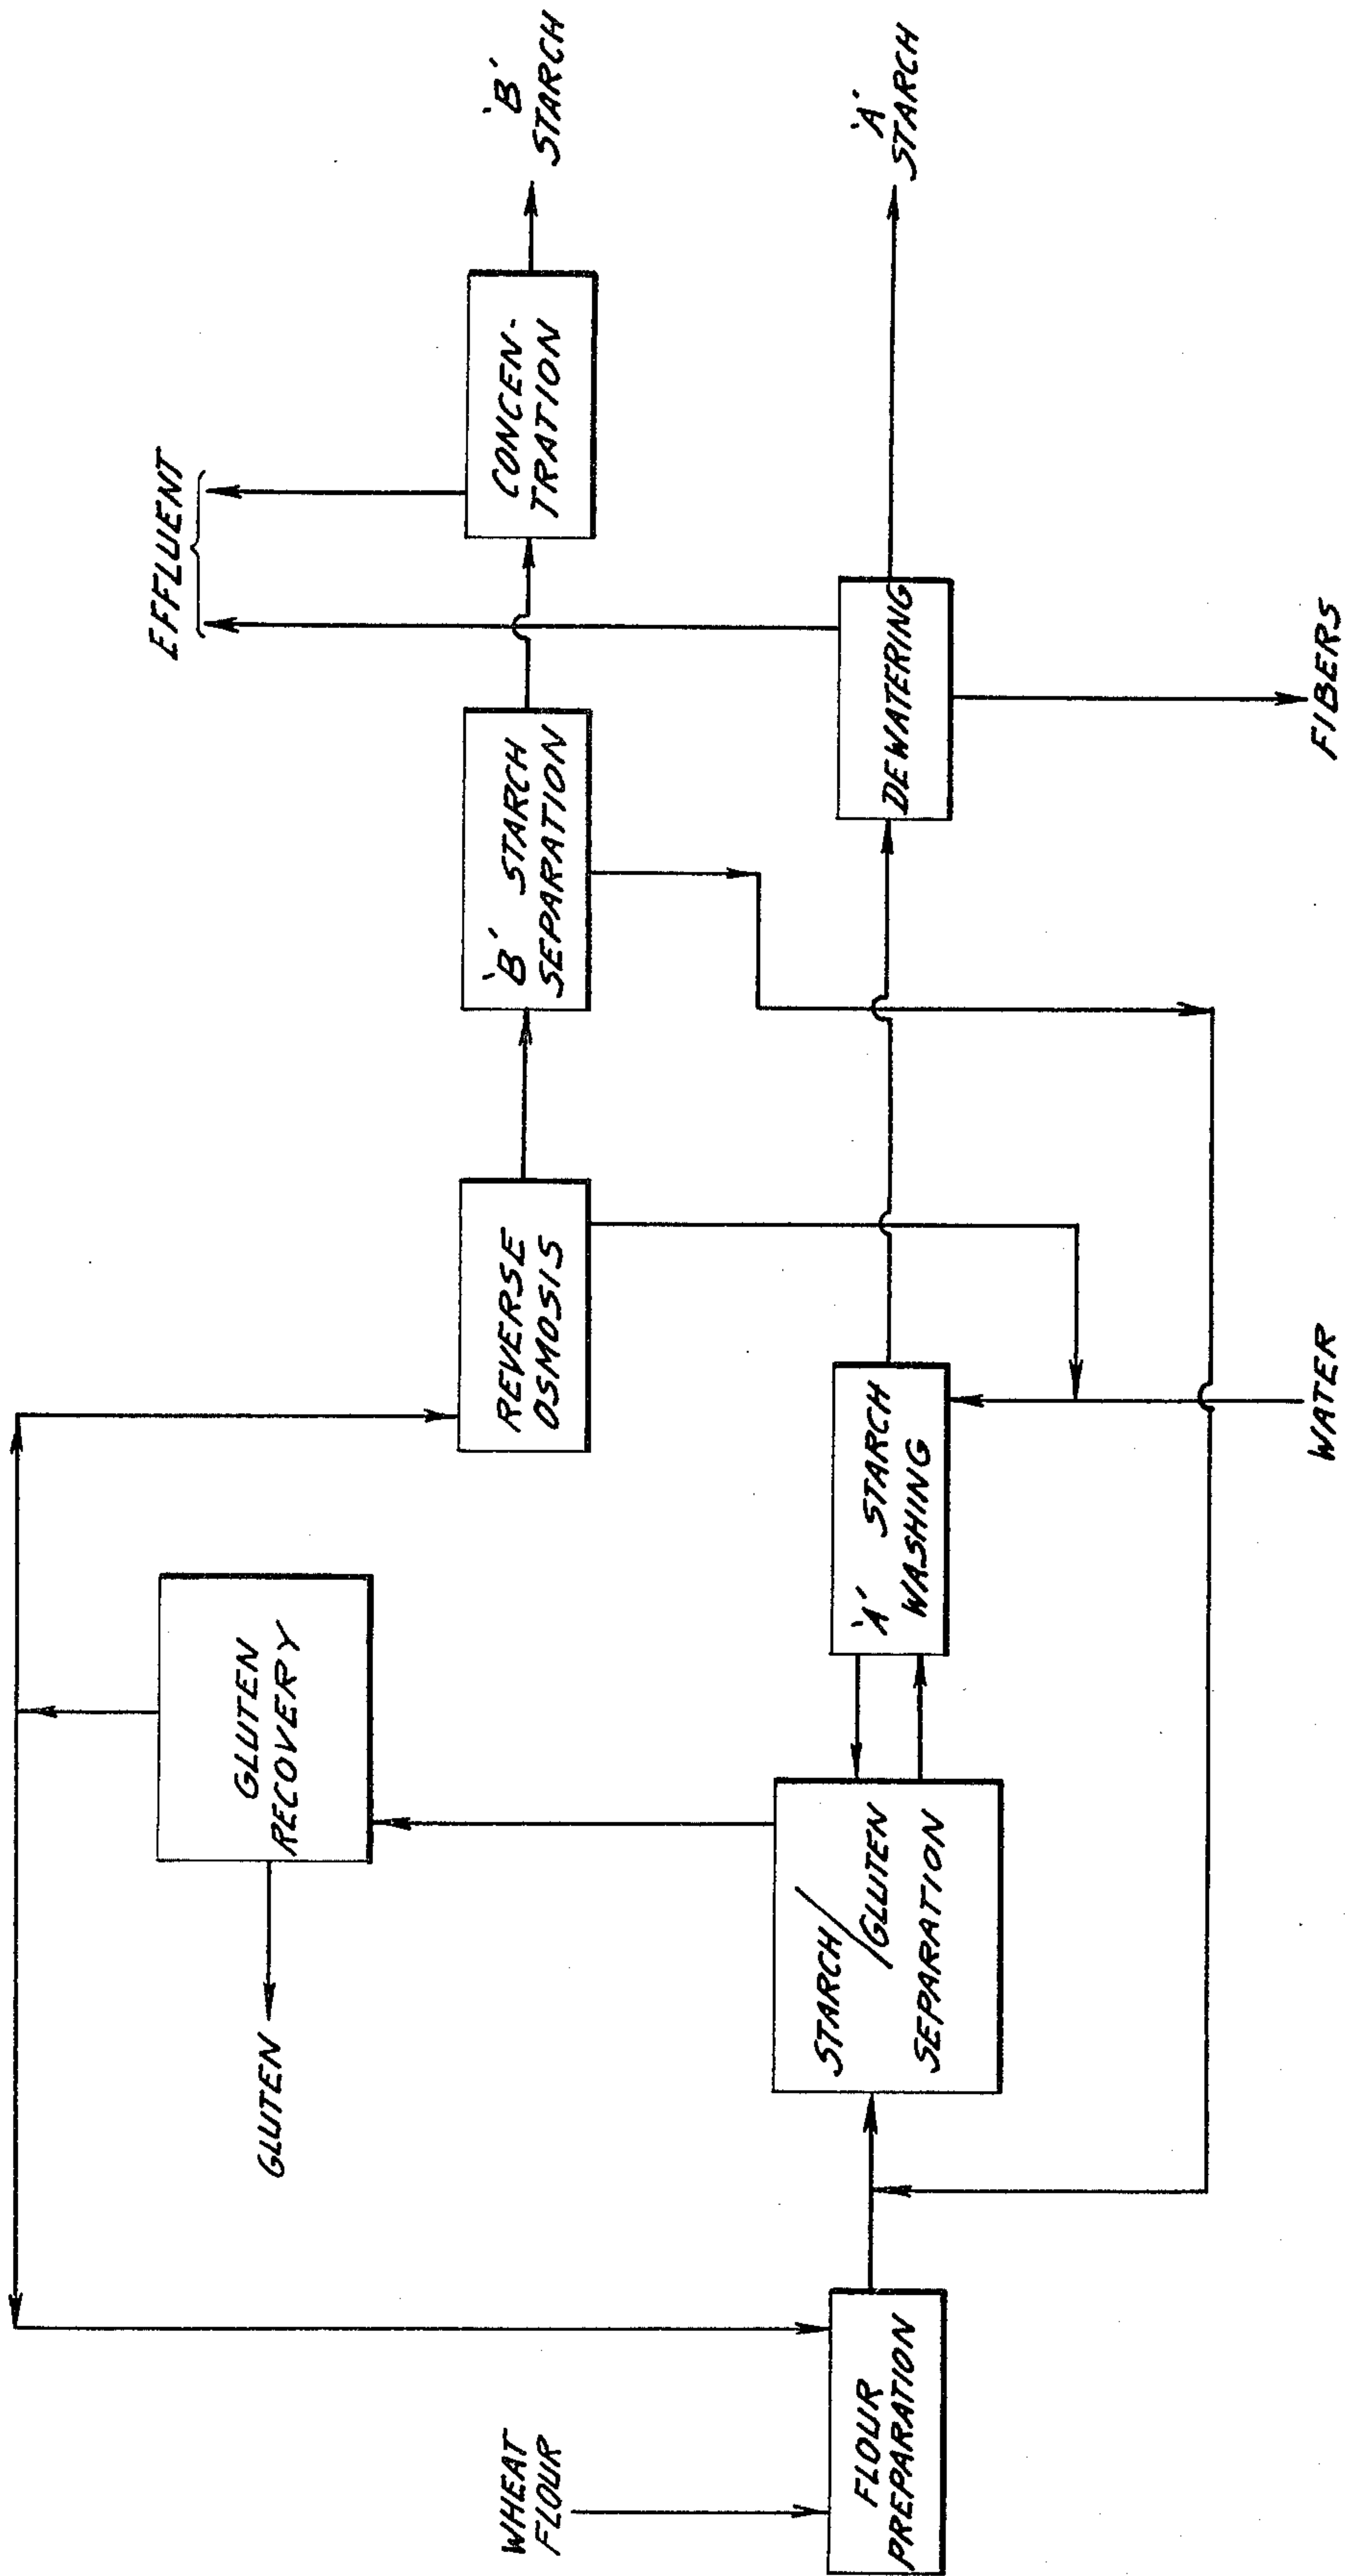 WHEAT
FLOUR
FLOUR
PREPARATION
GLUTEN
GLUTEN
RECOVERY
STARCH/
GLUTEN
SEPARATION
'A' STARCH
WASHING
WATER
REVERSE
OSMOSIS
'B' STARCH
SEPARATION
EFFLUENT
CONCEN-
TRATION
'B'
STARCH
DEWATERING
FIBERS
'A'
STARCH